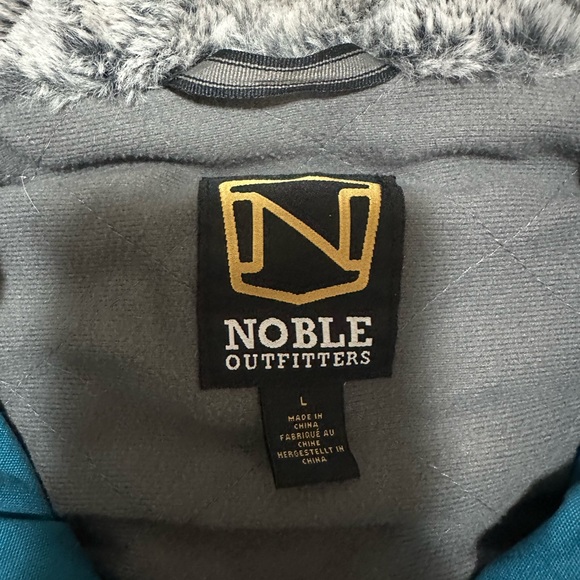 N
NOBLE
OUTFITTERS
L
MADE IN
CHINA
FABRIQUÉ AU
CHINE
HERGESTELLT IN
CHINA